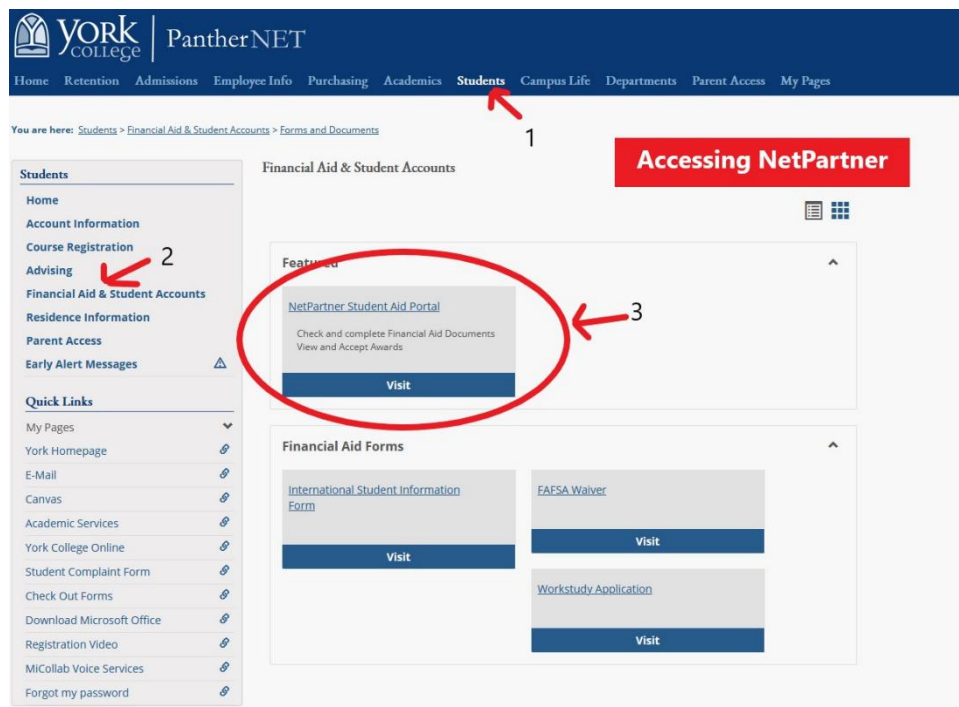 YORK COLLEGE | PantherNET
Home Retention Admissions Employee Info Purchasing Academics Students Campus Life Departments Parent Access My Pages
1
You are here: Students > Financial Aid & Student Accounts > Forms and Documents
Accessing NetPartner
Students
Home
Account Information
Course Registration
2
Advising
Financial Aid & Student Accounts
Residence Information
Parent Access
Early Alert Messages
Quick Links
My Pages
York Homepage
E-Mail
Canvas
Academic Services
York College Online
Student Complaint Form
Check Out Forms
Download Microsoft Office
Registration Video
MiCollab Voice Services
Forgot my password
Financial Aid & Student Accounts
Featured
NetPartner Student Aid Portal
3
Check and complete Financial Aid Documents
View and Accept Awards
Visit
Financial Aid Forms
International Student Information
Form
Visit
FAFSA Waiver
Visit
Workstudy Application
Visit